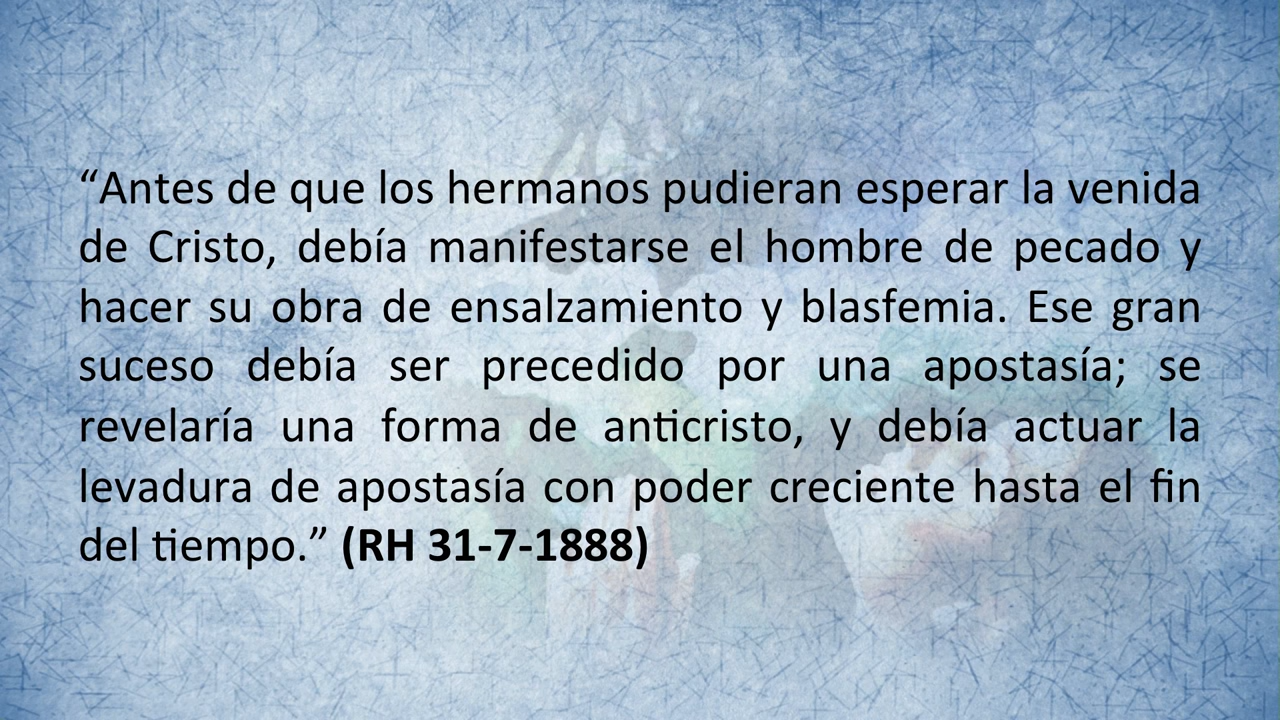 “Antes de que los hermanos pudieran esperar la venida
de Cristo, debía manifestarse el hombre de pecado y
hacer su obra de ensalzamiento y blasfemia. Ese gran
suceso debía ser precedido por una apostasía; se
revelaría una forma de anticristo, y debía actuar la
levadura de apostasía con poder creciente hasta el fin
del tiempo.” (RH 31-7-1888)